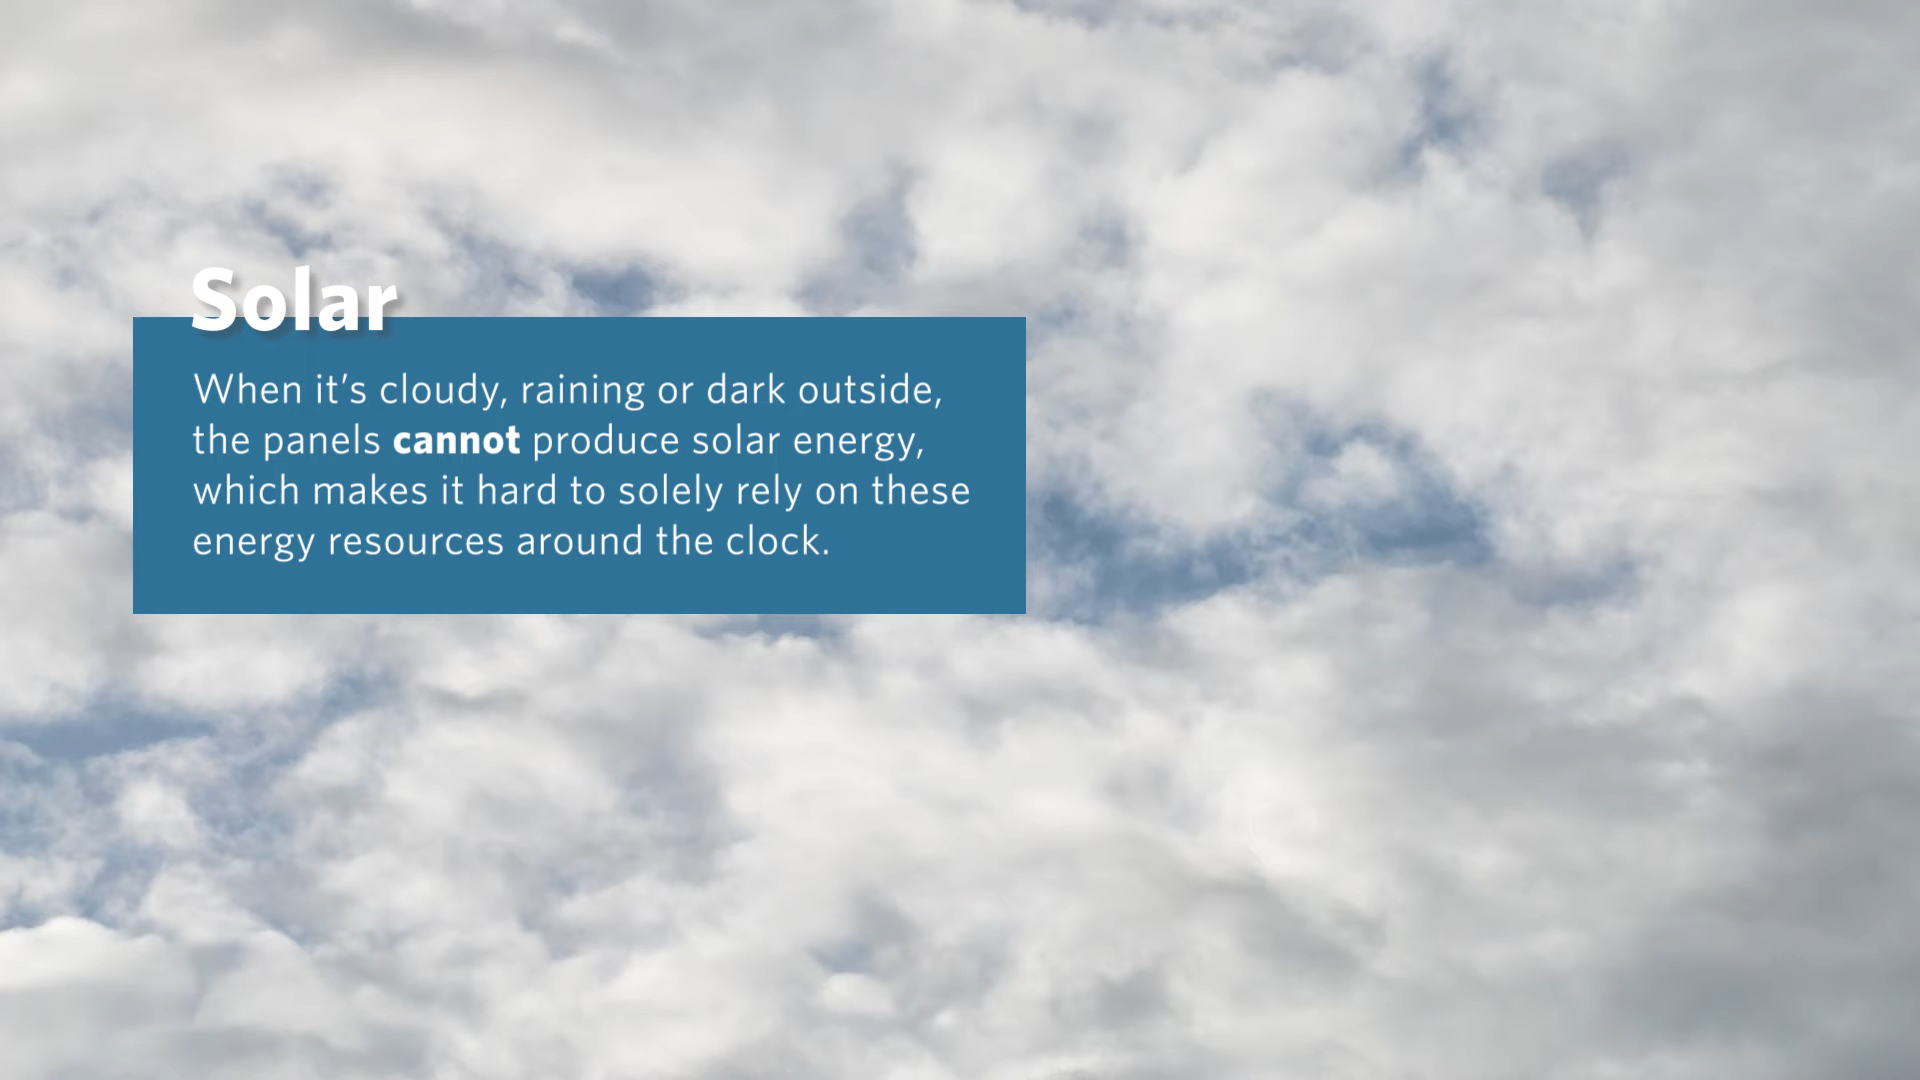 Solar
When it’s cloudy, raining or dark outside,
the panels cannot produce solar energy,
which makes it hard to solely rely on these
energy resources around the clock.